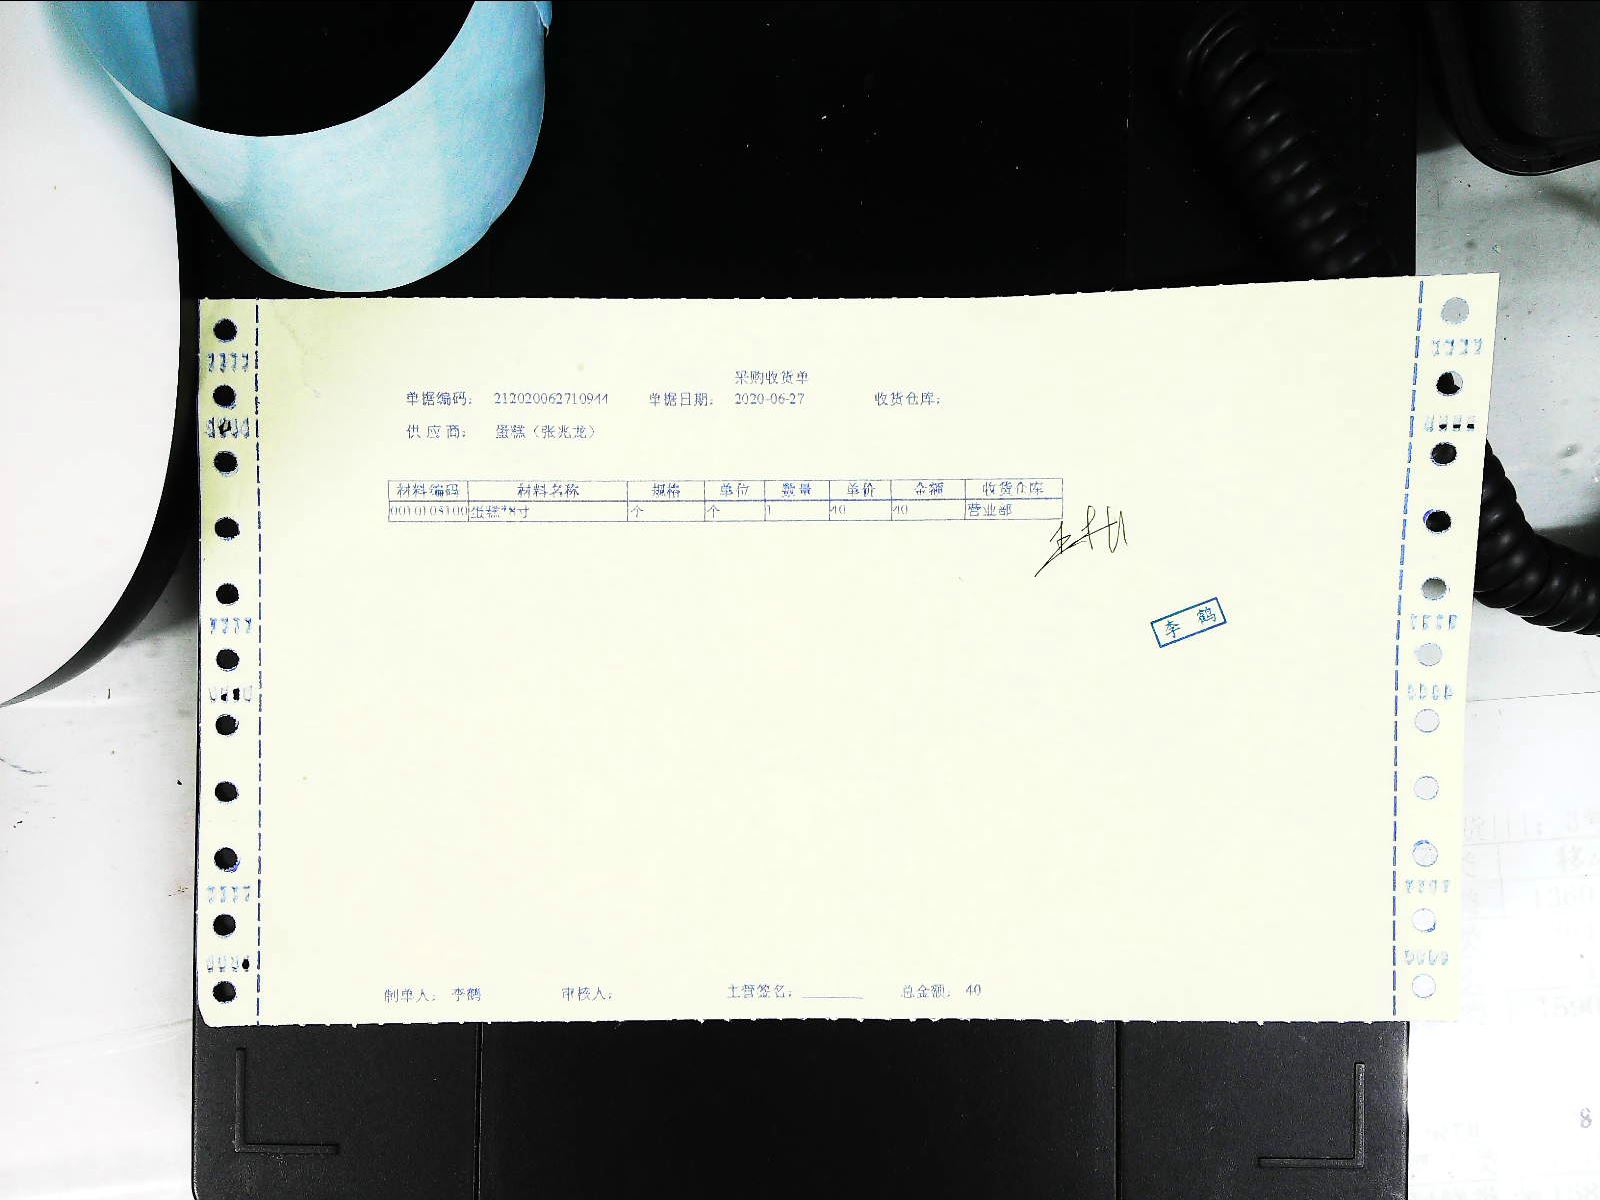 采购收货单
单据编码： 212020062710944 单据日期： 2020-06-27 收货仓库：
供 应 商： 蛋糕（张兆龙）
材料编码 材料名称 规格 单位 数量 单价 金额 收货仓库
0010105100 蛋糕*8寸 个 个 1 40 40 营业部
李 鹤
制单人： 李鹤 审核人： 主管签名：________ 总金额： 40